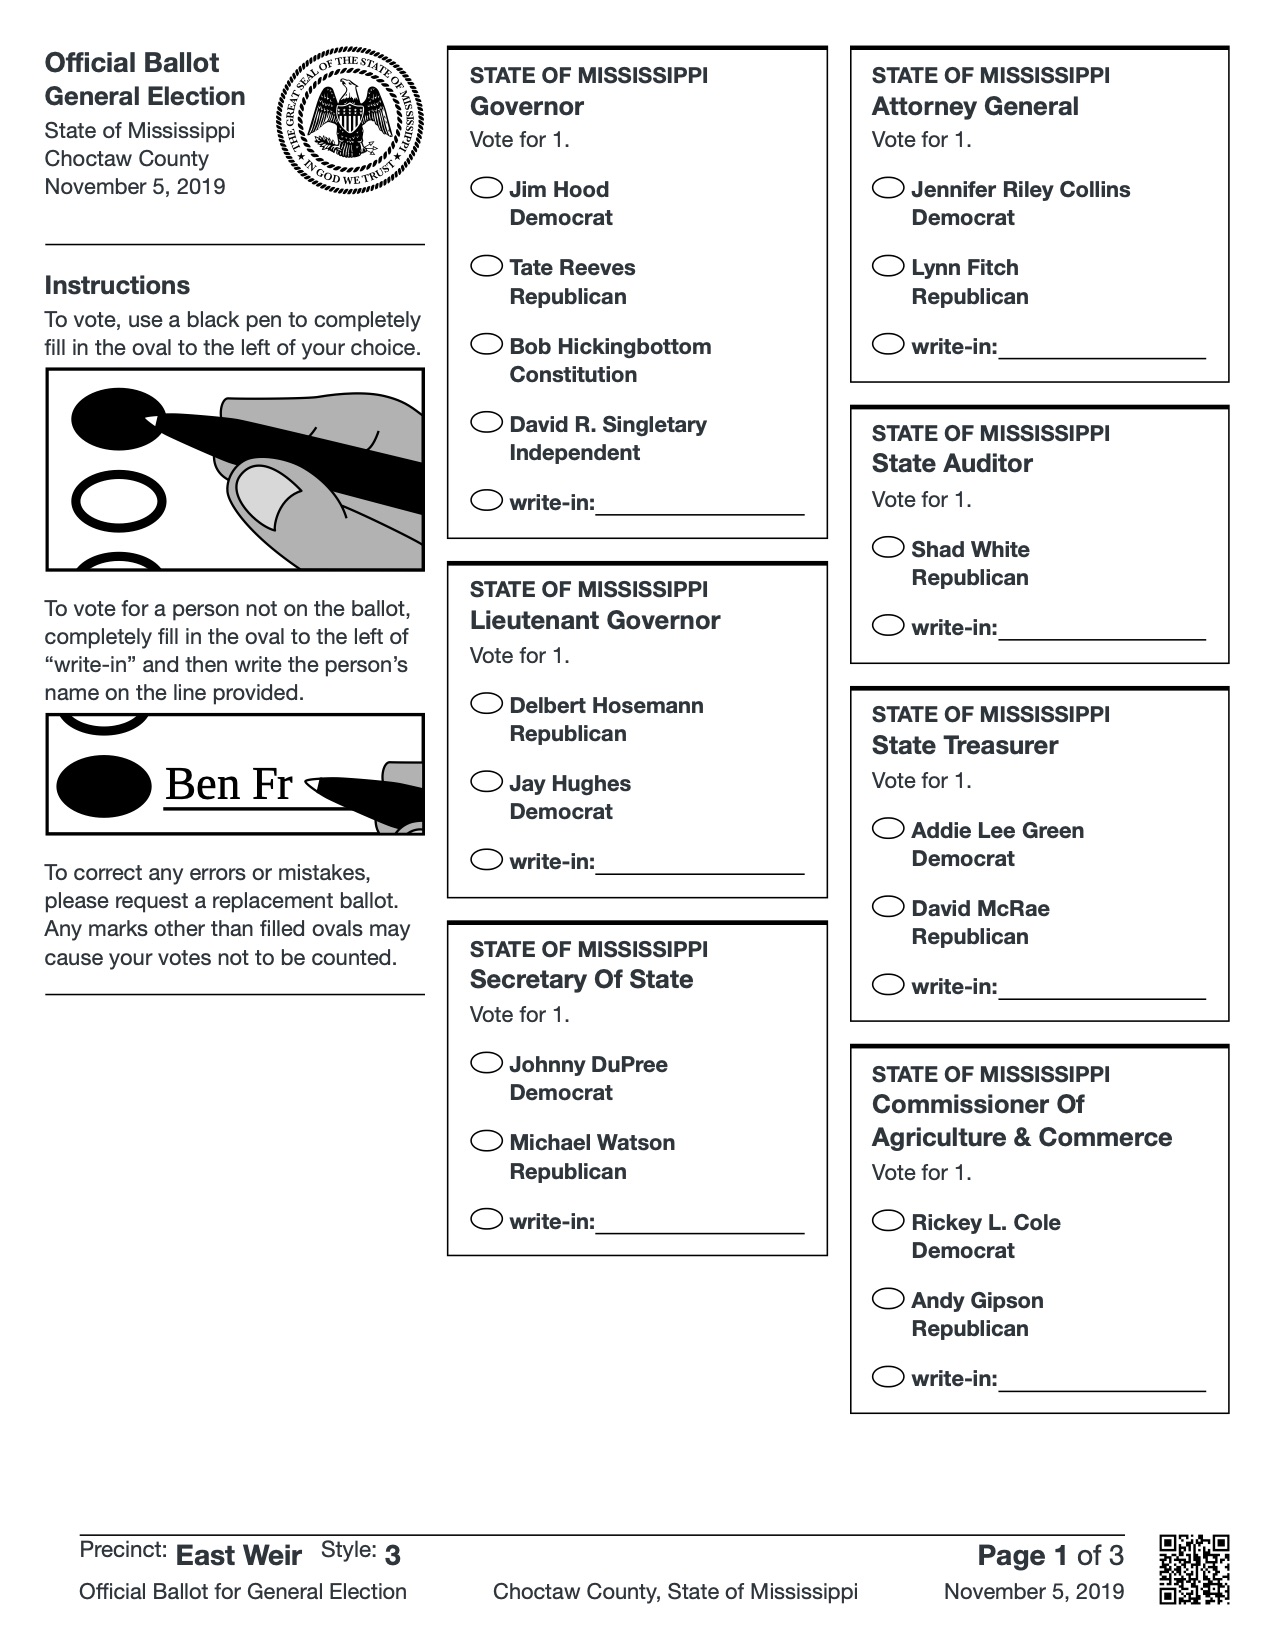 Official Ballot
General Election
State of Mississippi
Choctaw County
November 5, 2019
THE GREAT SEAL OF THE STATE OF MISSISSIPPI
★ IN GOD WE TRUST ★
Instructions
To vote, use a black pen to completely
fill in the oval to the left of your choice.
To vote for a person not on the ballot,
completely fill in the oval to the left of
“write-in” and then write the person’s
name on the line provided.
Ben Fr
To correct any errors or mistakes,
please request a replacement ballot.
Any marks other than filled ovals may
cause your votes not to be counted.
STATE OF MISSISSIPPI
Governor
Vote for 1.
Jim Hood
Democrat
Tate Reeves
Republican
Bob Hickingbottom
Constitution
David R. Singletary
Independent
write-in:
STATE OF MISSISSIPPI
Lieutenant Governor
Vote for 1.
Delbert Hosemann
Republican
Jay Hughes
Democrat
write-in:
STATE OF MISSISSIPPI
Secretary Of State
Vote for 1.
Johnny DuPree
Democrat
Michael Watson
Republican
write-in:
STATE OF MISSISSIPPI
Attorney General
Vote for 1.
Jennifer Riley Collins
Democrat
Lynn Fitch
Republican
write-in:
STATE OF MISSISSIPPI
State Auditor
Vote for 1.
Shad White
Republican
write-in:
STATE OF MISSISSIPPI
State Treasurer
Vote for 1.
Addie Lee Green
Democrat
David McRae
Republican
write-in:
STATE OF MISSISSIPPI
Commissioner Of
Agriculture & Commerce
Vote for 1.
Rickey L. Cole
Democrat
Andy Gipson
Republican
write-in:
Precinct: East Weir Style: 3 Page 1 of 3
Official Ballot for General Election Choctaw County, State of Mississippi November 5, 2019